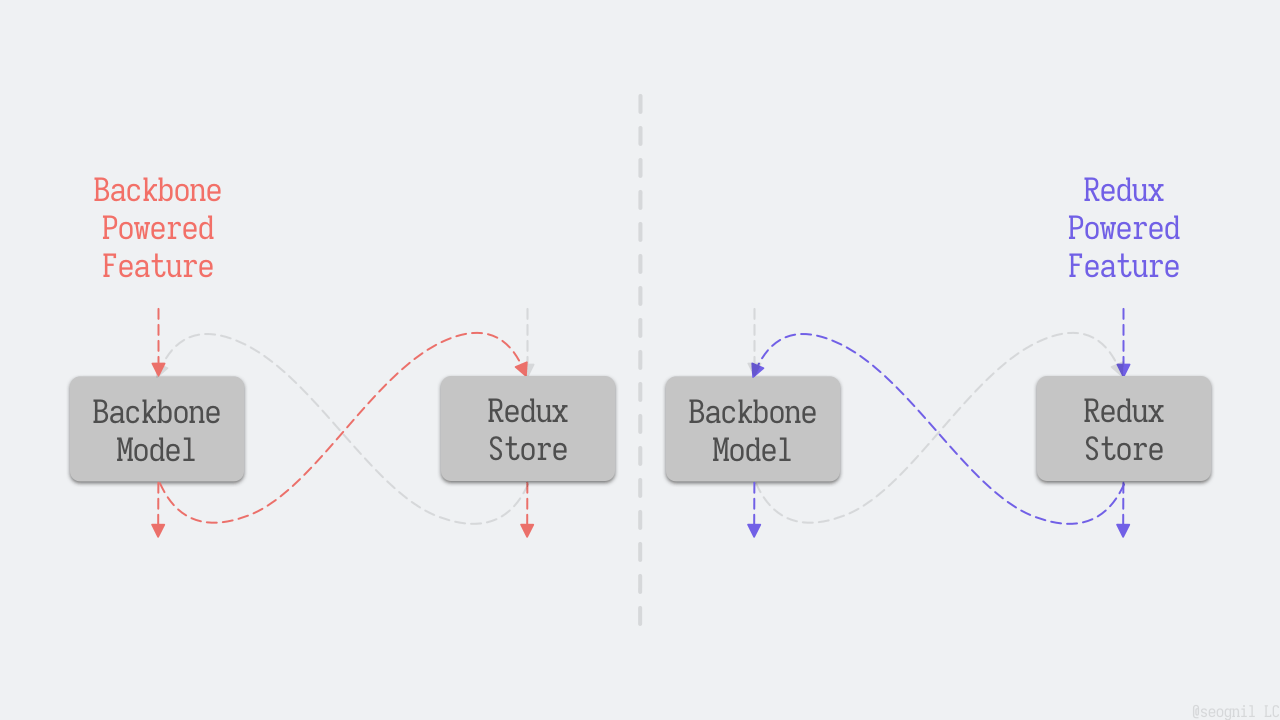 Backbone
Powered
Feature
Redux
Powered
Feature
Backbone
Model
Redux
Store
Backbone
Model
Redux
Store
@seognil LC